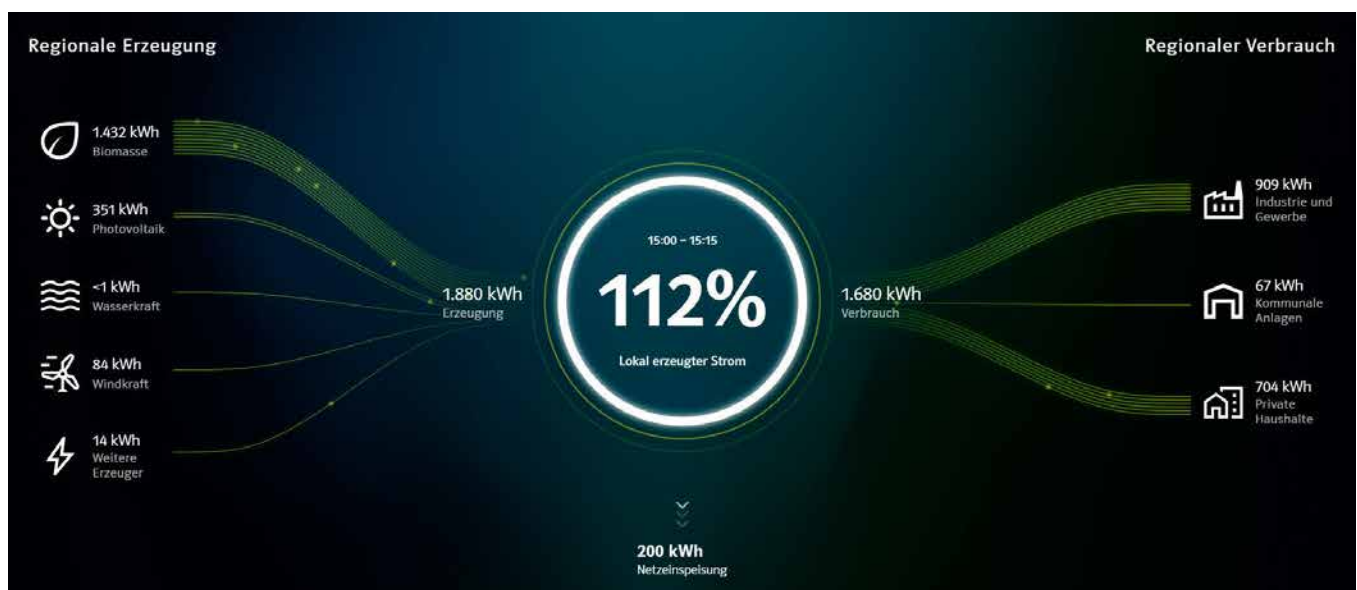 Regionale Erzeugung
1.432 kWh
Biomasse
351 kWh
Photovoltaik
<1 kWh
Wasserkraft
84 kWh
Windkraft
14 kWh
Weitere
Erzeuger
1.880 kWh
Erzeugung
15:00 – 15:15
112%
Lokal erzeugter Strom
200 kWh
Netzeinspeisung
1.680 kWh
Verbrauch
Regionaler Verbrauch
909 kWh
Industrie und
Gewerbe
67 kWh
Kommunale
Anlagen
704 kWh
Private
Haushalte